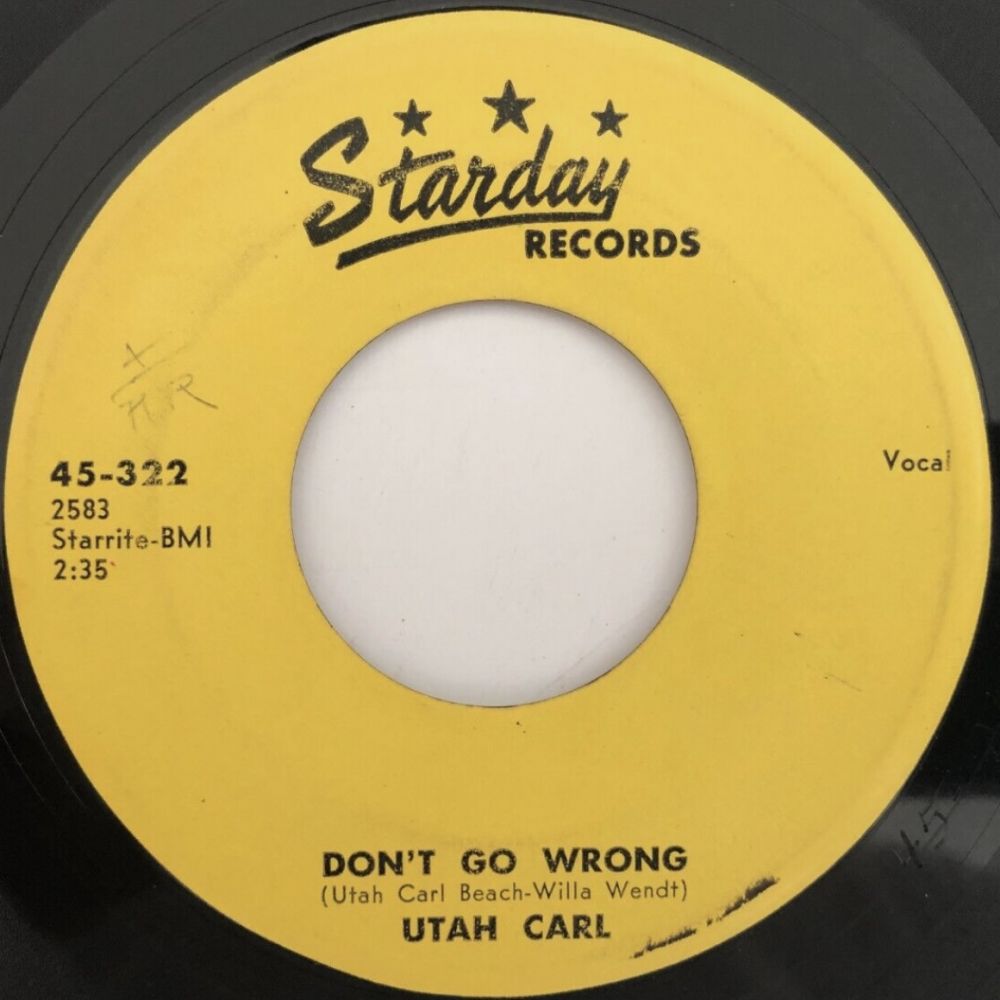 Starday
RECORDS
45-322
2583
Starrite-BMI
2:35
Vocal
DON'T GO WRONG
(Utah Carl Beach-Willa Wendt)
UTAH CARL